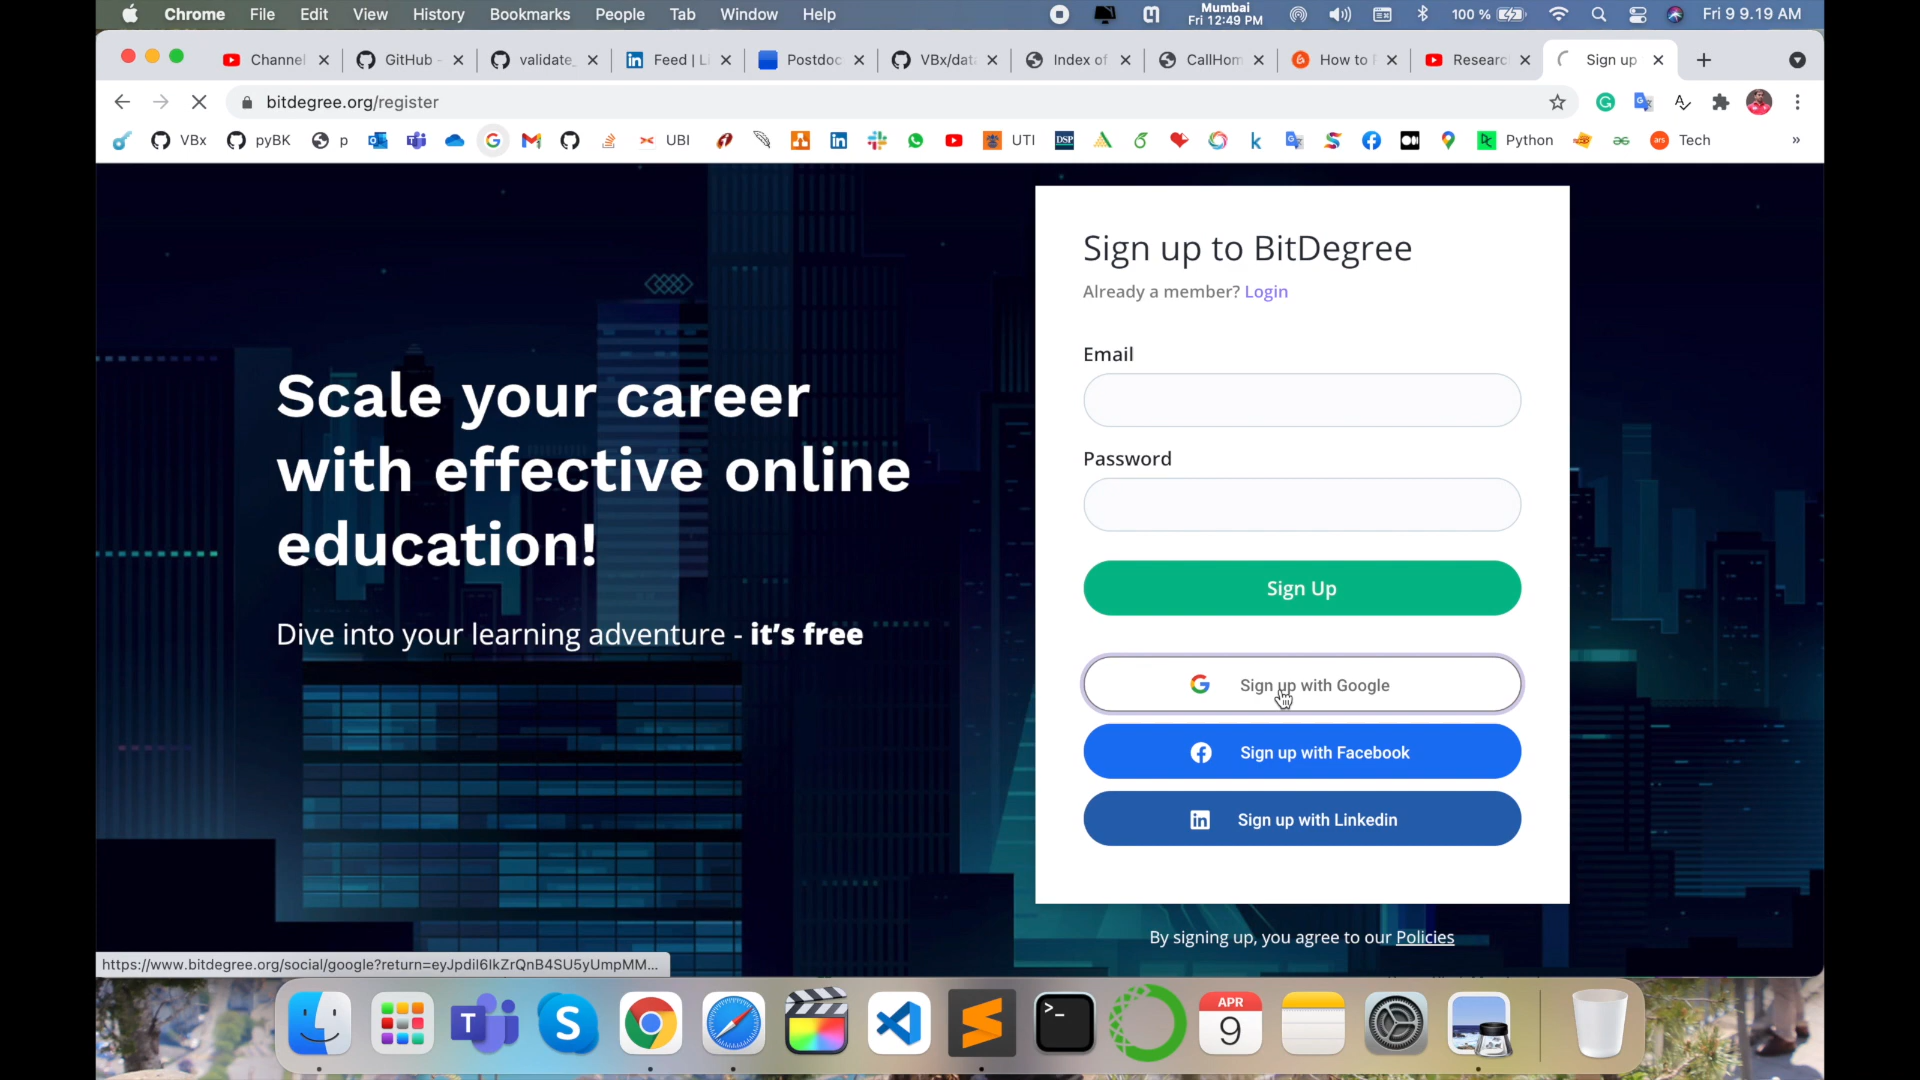 Chrome File Edit View History Bookmarks People Tab Window Help
Mumbai
Fri 12:49 PM
100 %
Fri 9 9.19 AM
Channel
GitHub -
validate_
Feed | Li
Postdoc
VBx/dat
Index of
CallHom
How to
Researc
Sign up
bitdegree.org/register
VBx
pyBK
p
UBI
UTI
DSP
Python
ars
Tech
Scale your career
with effective online
education!
Dive into your learning adventure - it's free
Sign up to BitDegree
Already a member? Login
Email
Password
Sign Up
Sign up with Google
Sign up with Facebook
Sign up with Linkedin
By signing up, you agree to our Policies
https://www.bitdegree.org/social/google?return=eyJpdiI6IkZrQnB4SU5yUmpMM...
APR
9